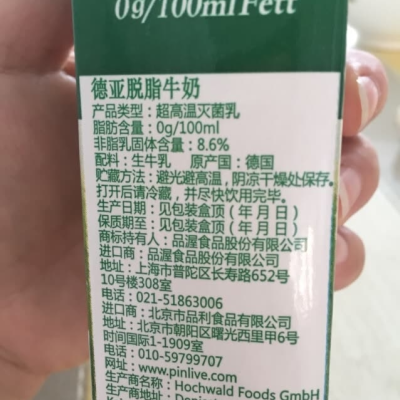 0g/100ml Fett
德亚脱脂牛奶
产品类型：超高温灭菌乳
脂肪含量：0g/100ml
非脂乳固体含量：8.6%
配料：生牛乳 原产国：德国
贮藏方法：避光避高温，阴凉干燥处保存。
打开后请冷藏，并尽快饮用完毕。
生产日期：见包装盒顶（年月日）
保质期至：见包装盒顶（年月日）
商标持有人：品渥食品股份有限公司
进口商：品渥食品股份有限公司
地址：上海市普陀区长寿路652号
10号楼308室
电话：021-51863006
进口商：北京市品利食品有限公司
地址：北京市朝阳区曙光西里甲6号
时间国际1-1909室
电话：010-59799707
www.pinlive.com
生产商名称：Hochwald Foods GmbH
生产商